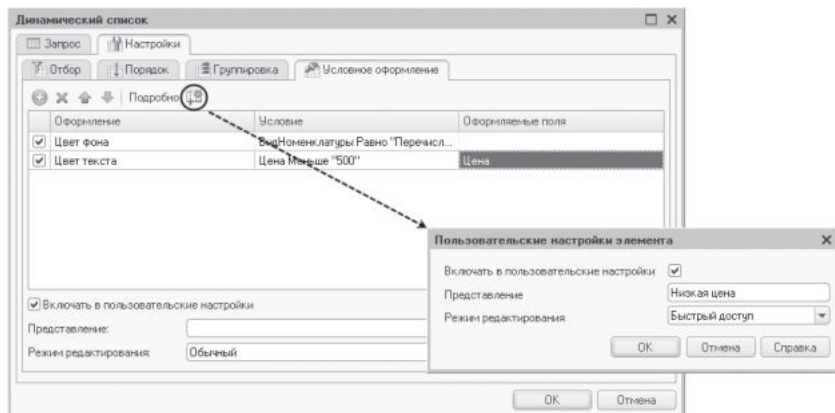 Динамический список
Запрос Настройки
Отбор Порядок Группировка Условное оформление
Подробно
Оформление Условие Оформляемые поля
Цвет фона ВидНоменклатуры Равно "Перечисл...
Цвет текста Цена Меньше "500" Цена
Включать в пользовательские настройки
Представление:
Режим редактирования: Обычный
ОК Отмена
Пользовательские настройки элемента
Включать в пользовательские настройки
Представление Низкая цена
Режим редактирования Быстрый доступ
ОК Отмена Справка